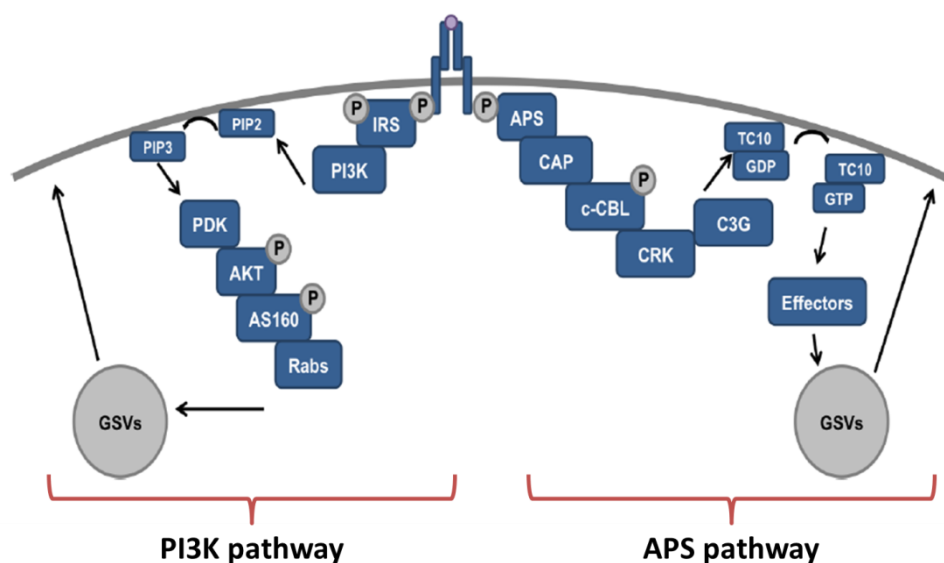 P
P
IRS
PI3K
PIP2
PIP3
PDK
AKT
P
AS160
P
Rabs
GSVs
P
APS
CAP
c-CBL
P
CRK
C3G
TC10
GDP
TC10
GTP
Effectors
GSVs
PI3K pathway
APS pathway